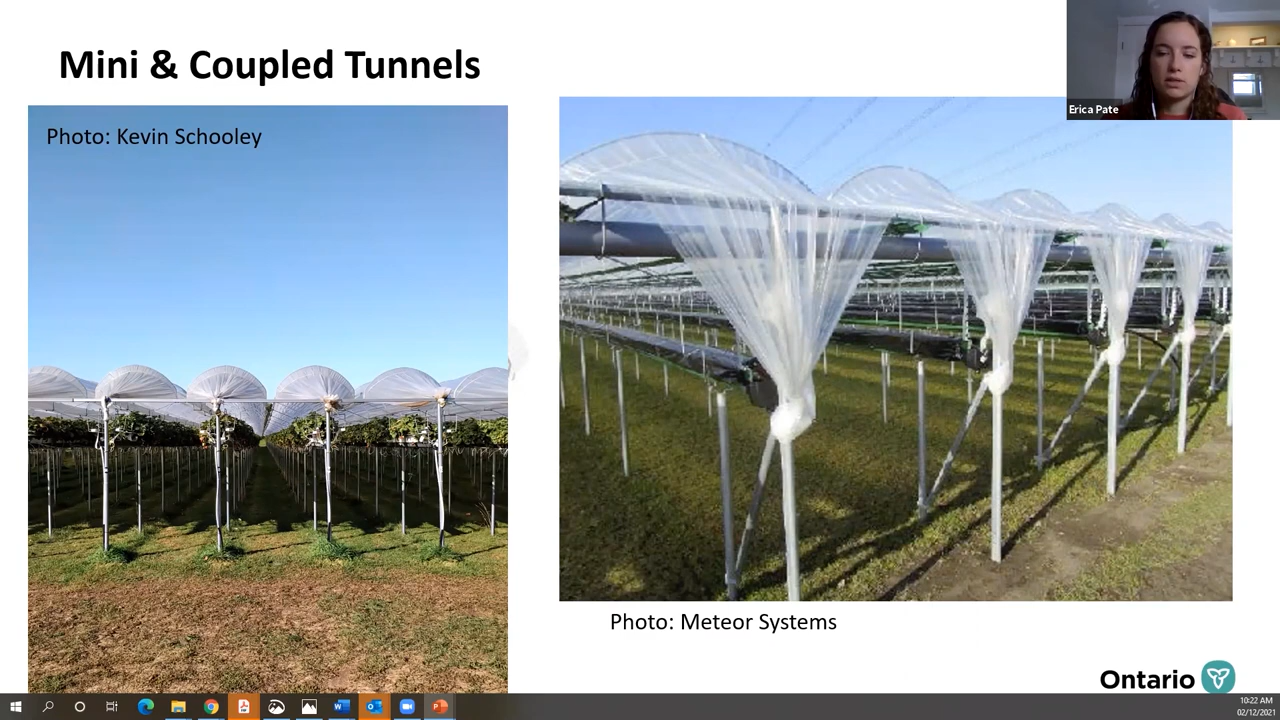 Mini & Coupled Tunnels
Erica Pate
Photo: Kevin Schooley
Photo: Meteor Systems
Ontario
10:22 AM
02/12/2021